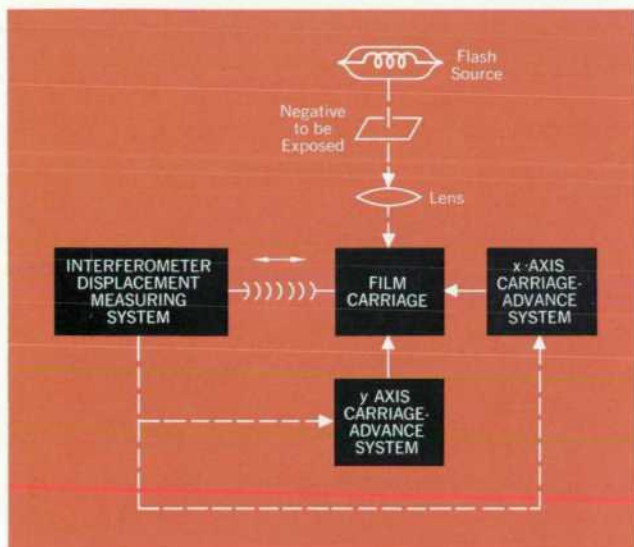 Flash
Source
Negative
to be
Exposed
Lens
INTERFEROMETER
DISPLACEMENT
MEASURING
SYSTEM
FILM
CARRIAGE
x·AXIS
CARRIAGE-
ADVANCE
SYSTEM
y AXIS
CARRIAGE-
ADVANCE
SYSTEM